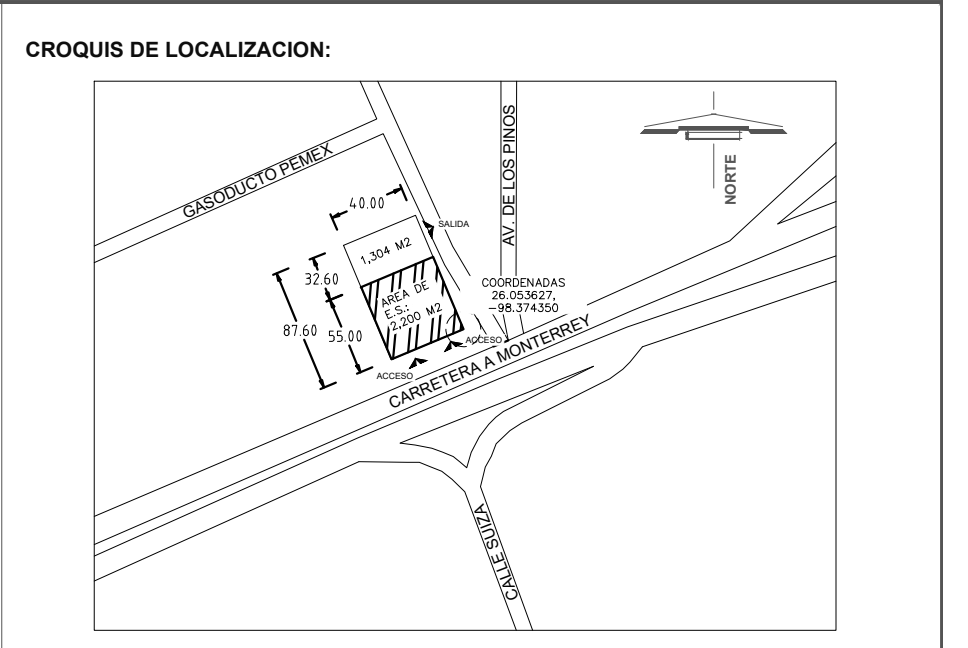 CROQUIS DE LOCALIZACION:
GASODUCTO PEMEX
AV. DE LOS PINOS
NORTE
40.00
SALIDA
1,304 M2
32.60
87.60
55.00
AREA DE
E.S.:
2,200 M2
COORDENADAS
26.053627,
-98.374350
ACCESO
ACCESO
CARRETERA A MONTERREY
CALLE SUIZA